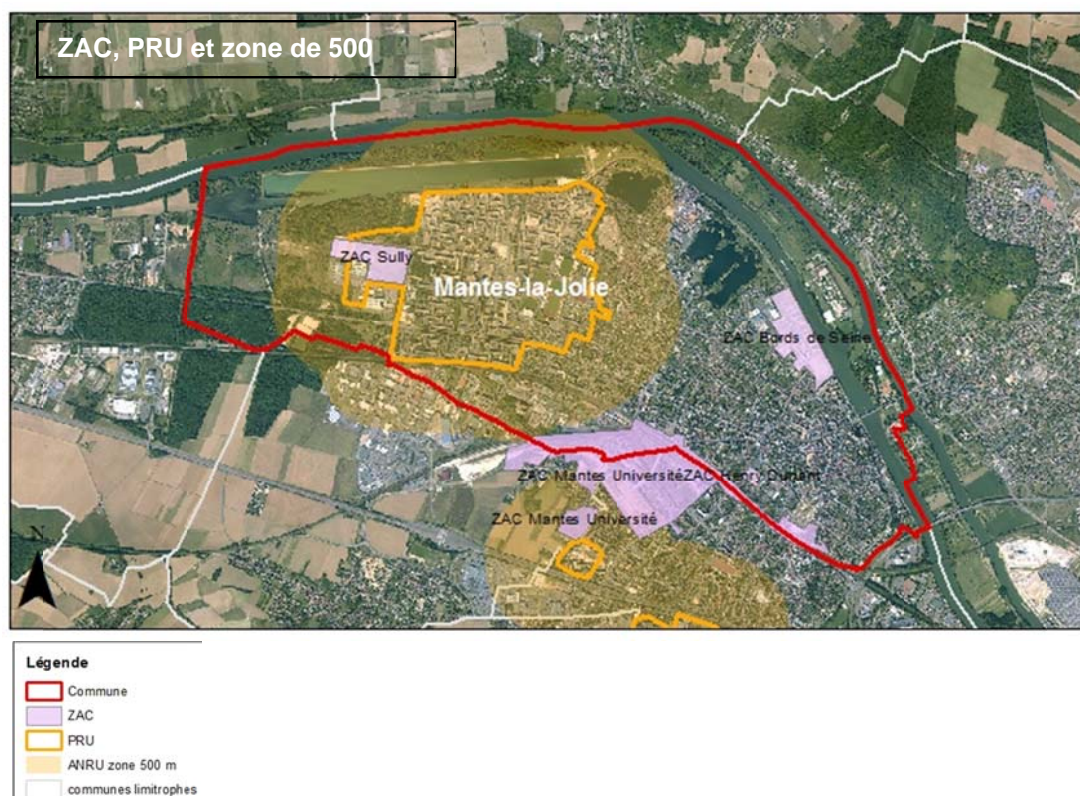 ZAC, PRU et zone de 500
ZAC Sully
Mantes-la-Jolie
ZAC Bords de Seine
ZAC Mantes Université
ZAC Henry Dunant
ZAC Mantes Université
N
Légende
Commune
ZAC
PRU
ANRU zone 500 m
communes limitrophes